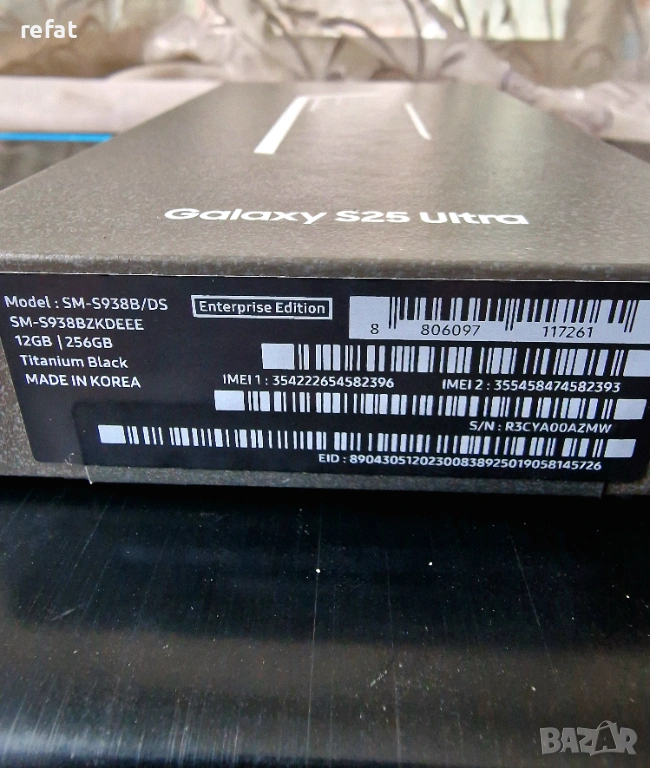 refat
Galaxy S25 Ultra
Model : SM-S938B/DS
SM-S938BZKDEEE
12GB | 256GB
Titanium Black
MADE IN KOREA
Enterprise Edition
8 806097 117261
IMEI 1 : 354222654582396
IMEI 2 : 355458474582393
S/N : R3CYA00AZMW
EID : 89043051202300838925019058145726
BAZAR